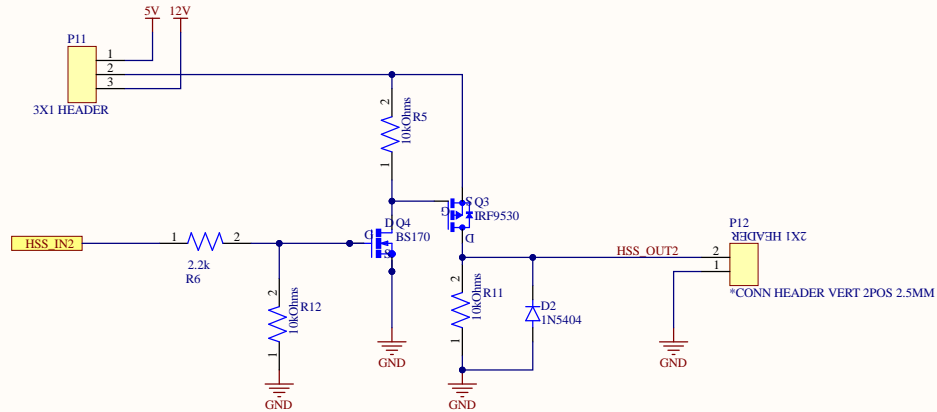 5V 12V
P11
1
2
3
3X1 HEADER
2
R5
10kOhms
1
S
Q3
G
IRF9530
D
D
Q4
G
BS170
S
HSS_IN2
1
2
2.2k
R6
2
R12
10kOhms
1
GND
GND
2
R11
10kOhms
1
GND
D2
1N5404
HSS_OUT2
P12
2X1 HEADER
2
1
*CONN HEADER VERT 2POS 2.5MM
GND